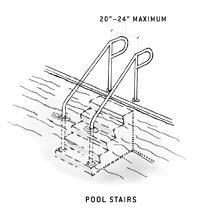 20"–24" MAXIMUM
POOL STAIRS